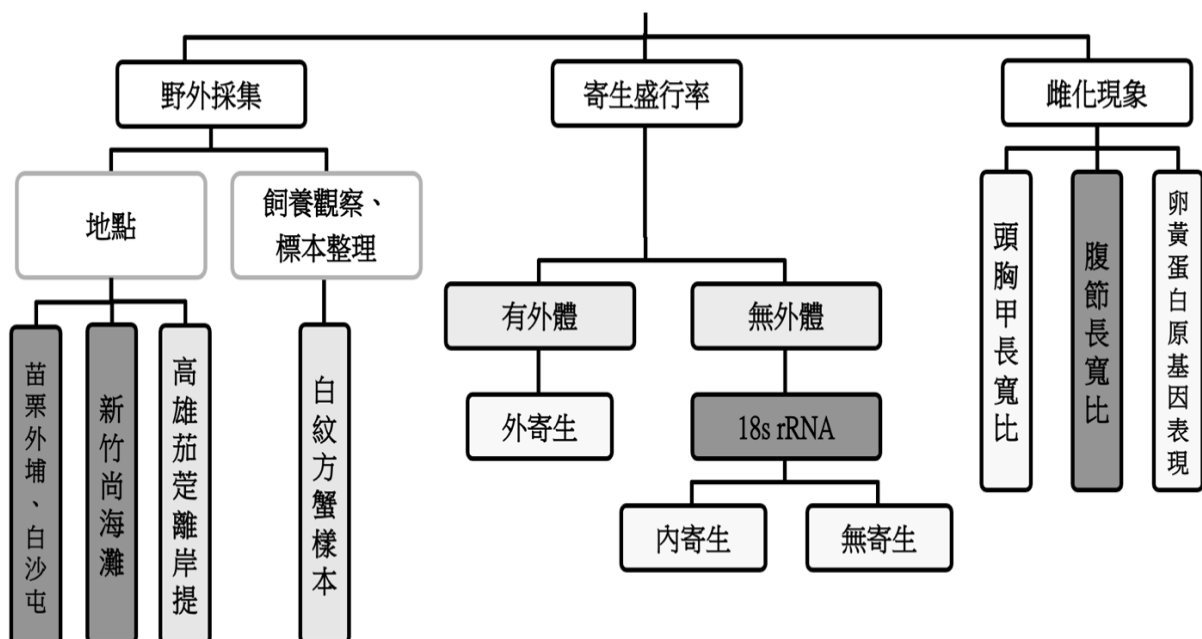 野外採集
寄生盛行率
雌化現象
地點
飼養觀察、
標本整理
苗栗外埔、白沙屯
新竹尚海灘
高雄茄萣離岸提
白紋方蟹樣本
有外體
無外體
外寄生
18s rRNA
內寄生
無寄生
頭胸甲長寬比
腹節長寬比
卵黃蛋白原基因表現